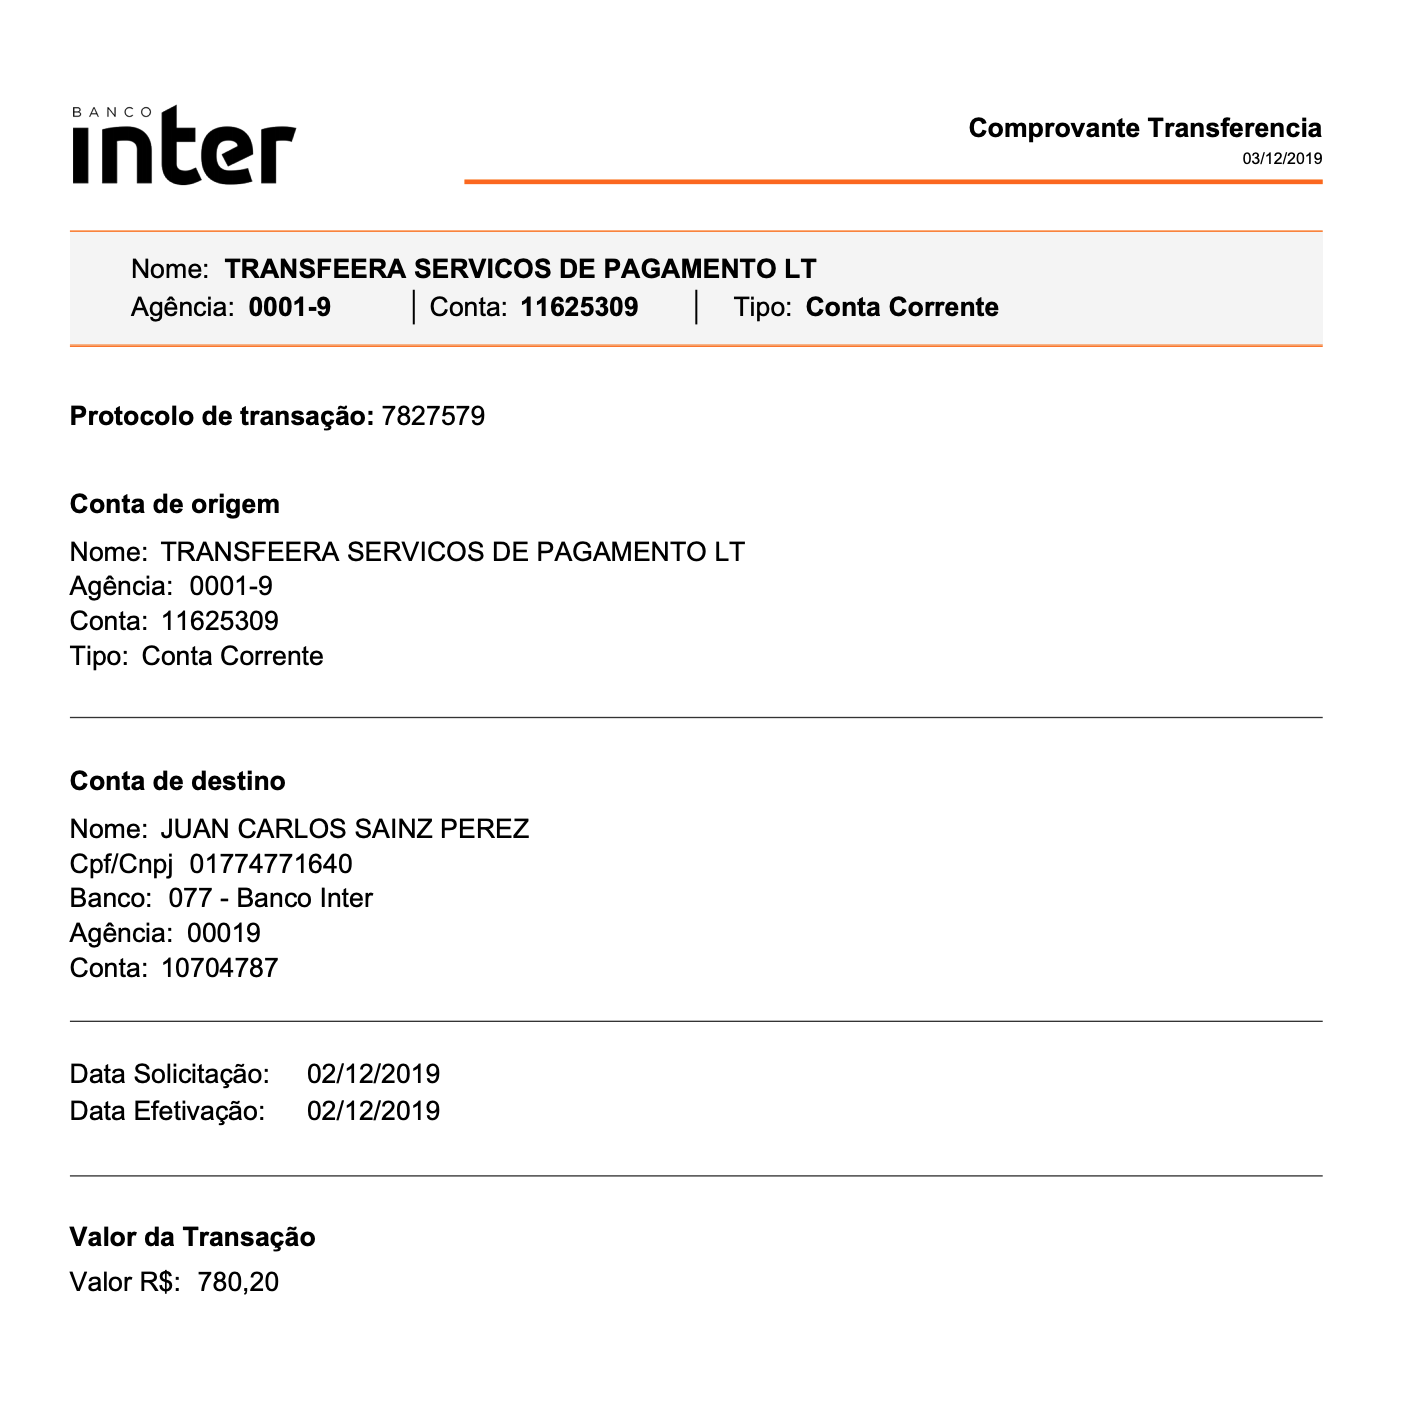 BANCO
inter
Comprovante Transferencia
03/12/2019
Nome: TRANSFEERA SERVICOS DE PAGAMENTO LT
Agência: 0001-9 | Conta: 11625309 | Tipo: Conta Corrente
Protocolo de transação: 7827579
Conta de origem
Nome: TRANSFEERA SERVICOS DE PAGAMENTO LT
Agência: 0001-9
Conta: 11625309
Tipo: Conta Corrente
Conta de destino
Nome: JUAN CARLOS SAINZ PEREZ
Cpf/Cnpj 01774771640
Banco: 077 - Banco Inter
Agência: 00019
Conta: 10704787
Data Solicitação: 02/12/2019
Data Efetivação: 02/12/2019
Valor da Transação
Valor R$: 780,20